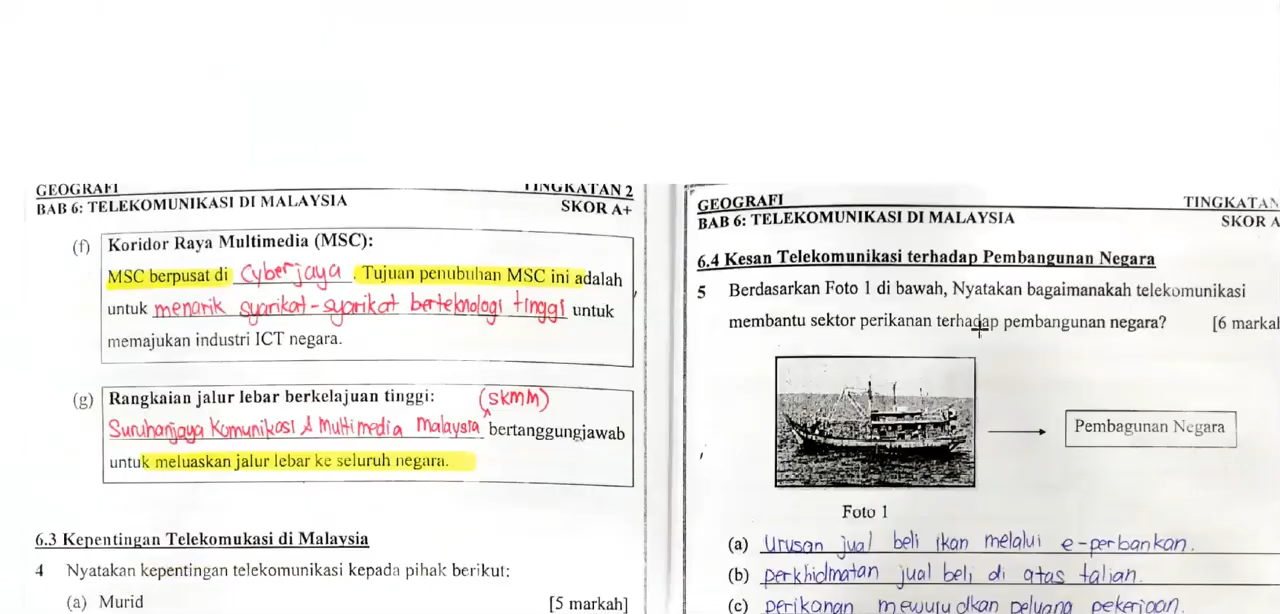 GEOGRAFI TINGKATAN 2
BAB 6: TELEKOMUNIKASI DI MALAYSIA SKOR A+
(f) Koridor Raya Multimedia (MSC):
MSC berpusat di Cyberjaya. Tujuan penubuhan MSC ini adalah
untuk menarik syarikat-syarikat berteknologi tinggi untuk
memajukan industri ICT negara.
(g) Rangkaian jalur lebar berkelajuan tinggi: (SKMM)
Suruhanjaya Komunikasi & Multimedia Malaysia bertanggungjawab
untuk meluaskan jalur lebar ke seluruh negara.
6.3 Kepentingan Telekomukasi di Malaysia
4 Nyatakan kepentingan telekomunikasi kepada pihak berikut:
(a) Murid [5 markah]
GEOGRAFI TINGKATAN
BAB 6: TELEKOMUNIKASI DI MALAYSIA SKOR A
6.4 Kesan Telekomunikasi terhadap Pembangunan Negara
5 Berdasarkan Foto 1 di bawah, Nyatakan bagaimanakah telekomunikasi
membantu sektor perikanan terhadap pembangunan negara? [6 markah
Pembagunan Negara
Foto 1
(a) Urusan jual beli ikan melalui e-perbankan.
(b) perkhidmatan jual beli di atas talian.
(c) perikanan mewujudkan peluang pekerjaan.